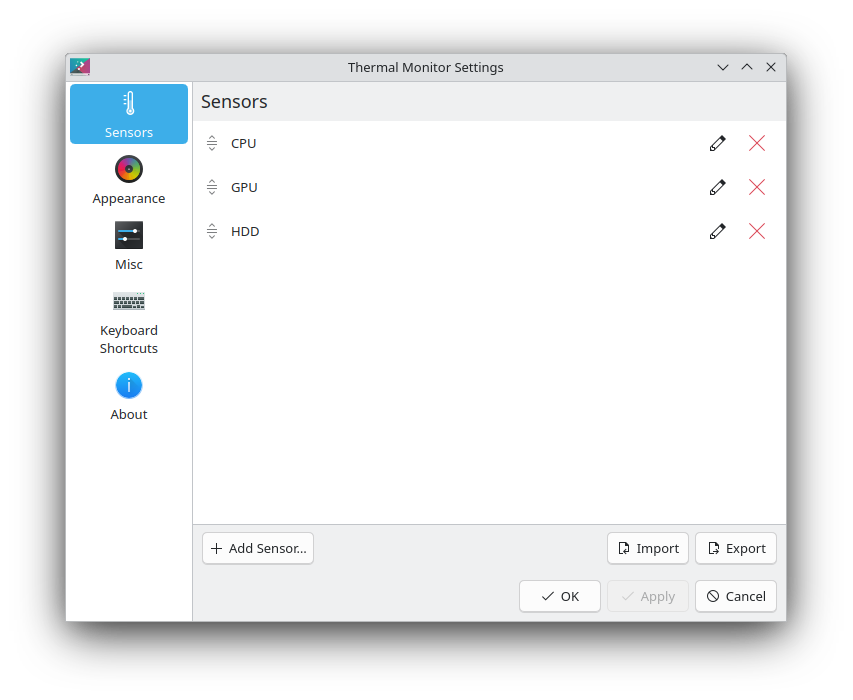 Thermal Monitor Settings
Sensors
Appearance
Misc
Keyboard
Shortcuts
About
Sensors
CPU
GPU
HDD
Add Sensor...
Import
Export
OK
Apply
Cancel